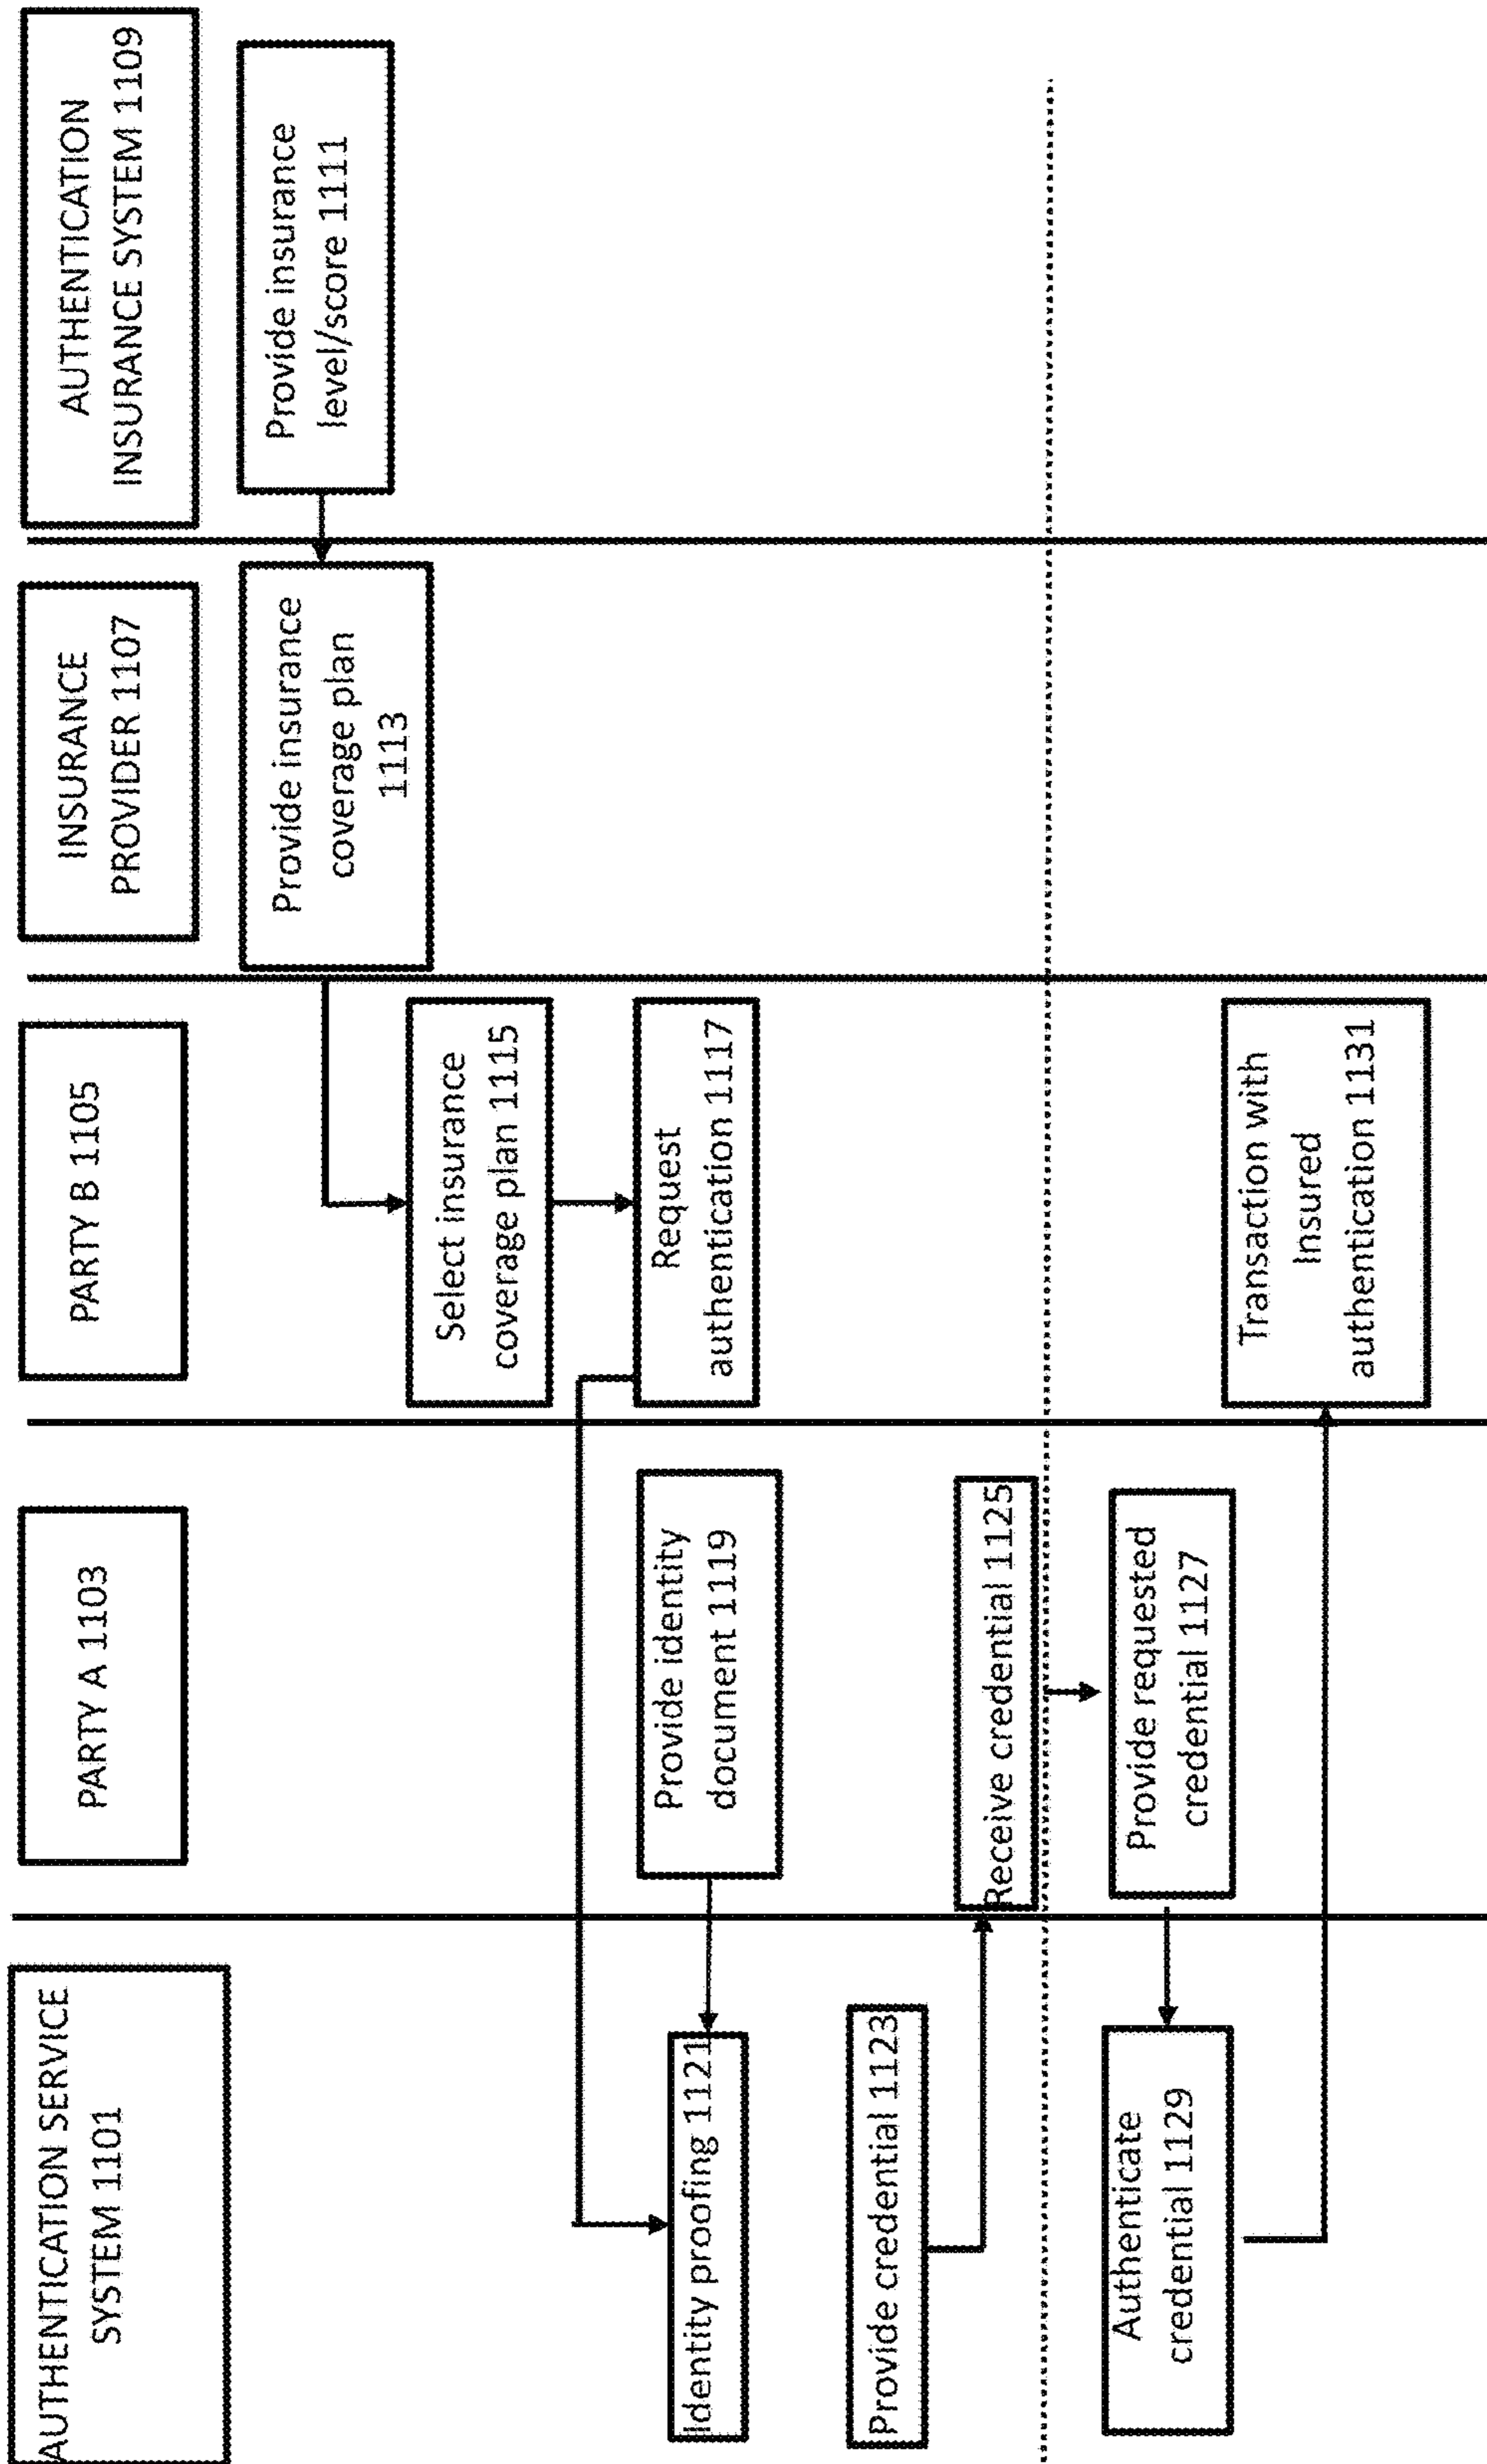 AUTHENTICATION SERVICE
SYSTEM 1101
PARTY A 1103
PARTY B 1105
INSURANCE
PROVIDER 1107
AUTHENTICATION
INSURANCE SYSTEM 1109
Provide insurance
level/score 1111
Provide insurance
coverage plan
1113
Select insurance
coverage plan 1115
Request
authentication 1117
Provide identity
document 1119
Identity proofing 1121
Provide credential 1123
Receive credential 1125
Provide requested
credential 1127
Authenticate
credential 1129
Transaction with
Insured
authentication 1131